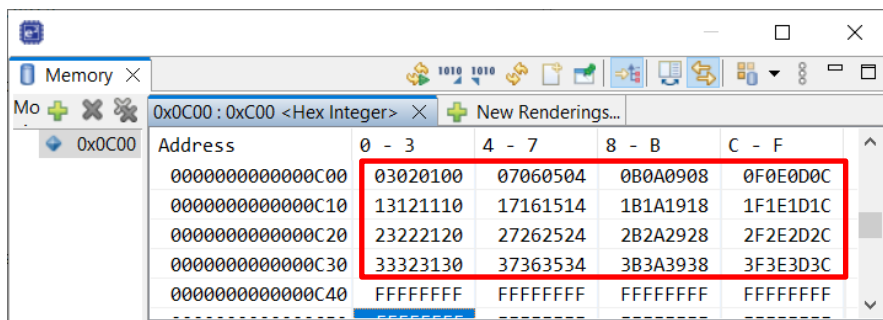 Memory
1010 1010
Mo
0x0C00 : 0xC00 <Hex Integer>
New Renderings...
0x0C00
Address 0 - 3 4 - 7 8 - B C - F
0000000000000C00 03020100 07060504 0B0A0908 0F0E0D0C
0000000000000C10 13121110 17161514 1B1A1918 1F1E1D1C
0000000000000C20 23222120 27262524 2B2A2928 2F2E2D2C
0000000000000C30 33323130 37363534 3B3A3938 3F3E3D3C
0000000000000C40 FFFFFFFF FFFFFFFF FFFFFFFF FFFFFFFF